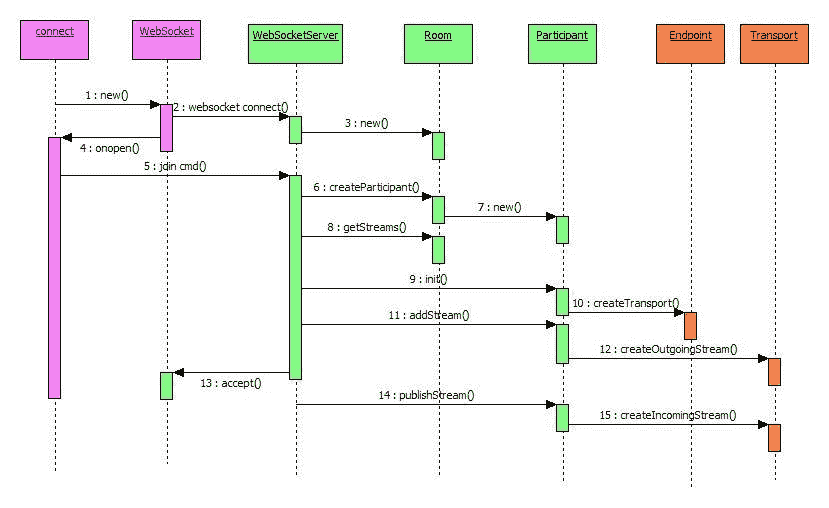 connect
WebSocket
WebSocketServer
Room
Participant
Endpoint
Transport
1 : new()
2 : websocket connect()
3 : new()
4 : onopen()
5 : join cmd()
6 : createParticipant()
7 : new()
8 : getStreams()
9 : init()
10 : createTransport()
11 : addStream()
12 : createOutgoingStream()
13 : accept()
14 : publishStream()
15 : createIncomingStream()